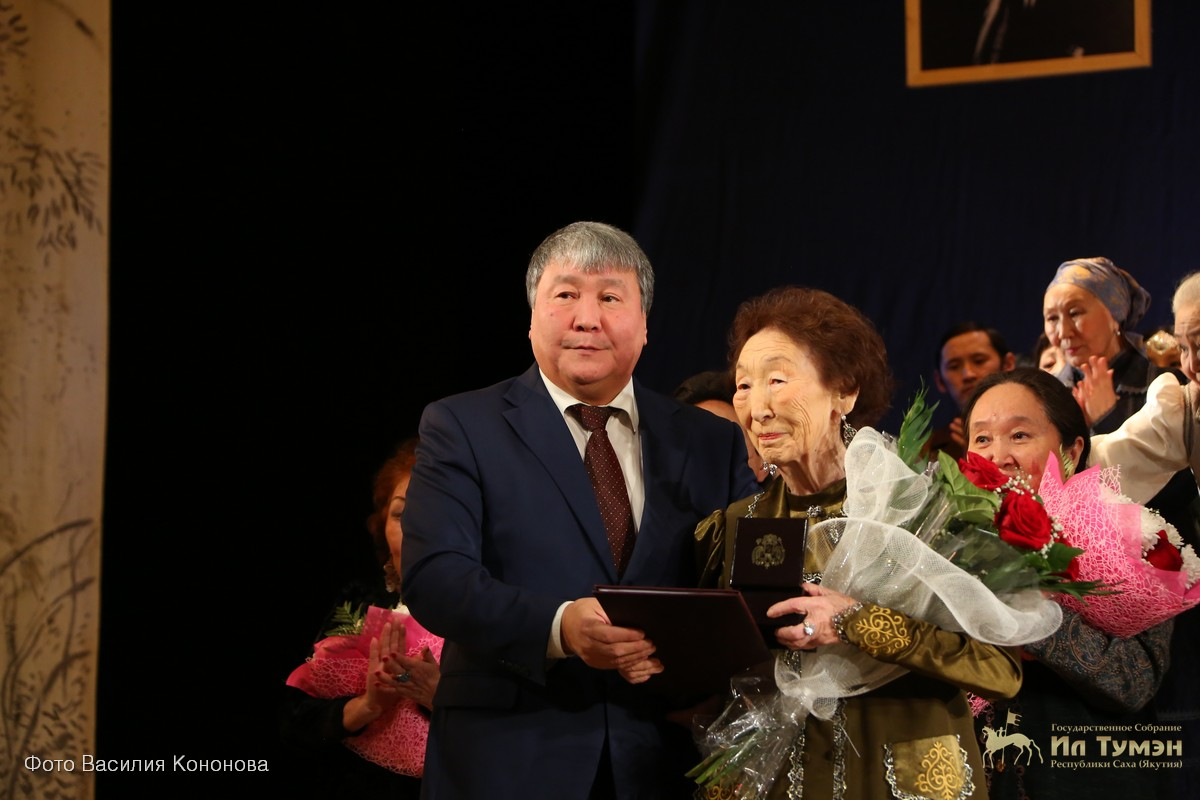 Фото Василия Кононова
Государственное Собрание
Ил Тумэн
Республики Саха (Якутия)